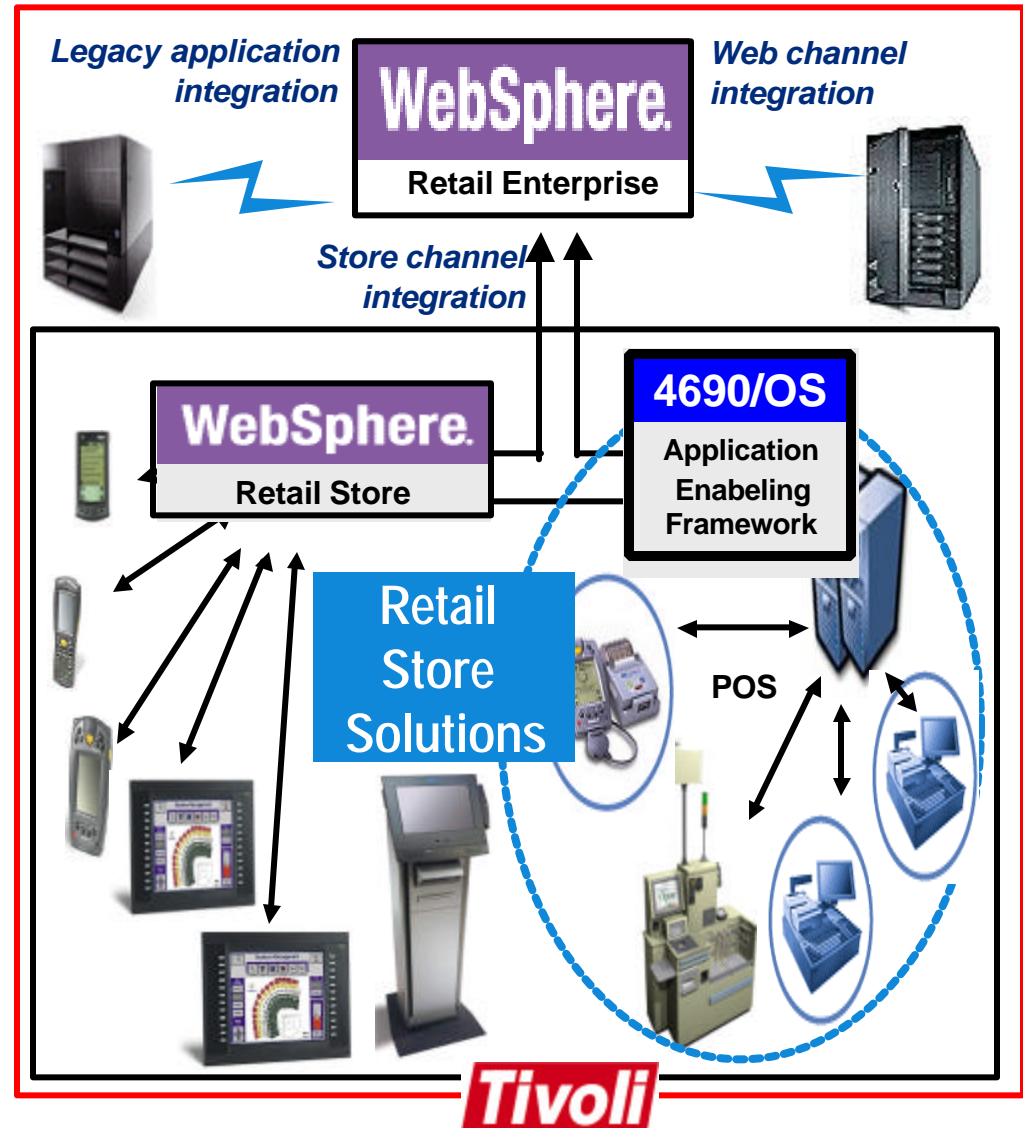 Legacy application
integration
WebSphere.
Retail Enterprise
Web channel
integration
Store channel
integration
WebSphere.
Retail Store
4690/OS
Application
Enabeling
Framework
Retail
Store
Solutions
POS
Tivoli